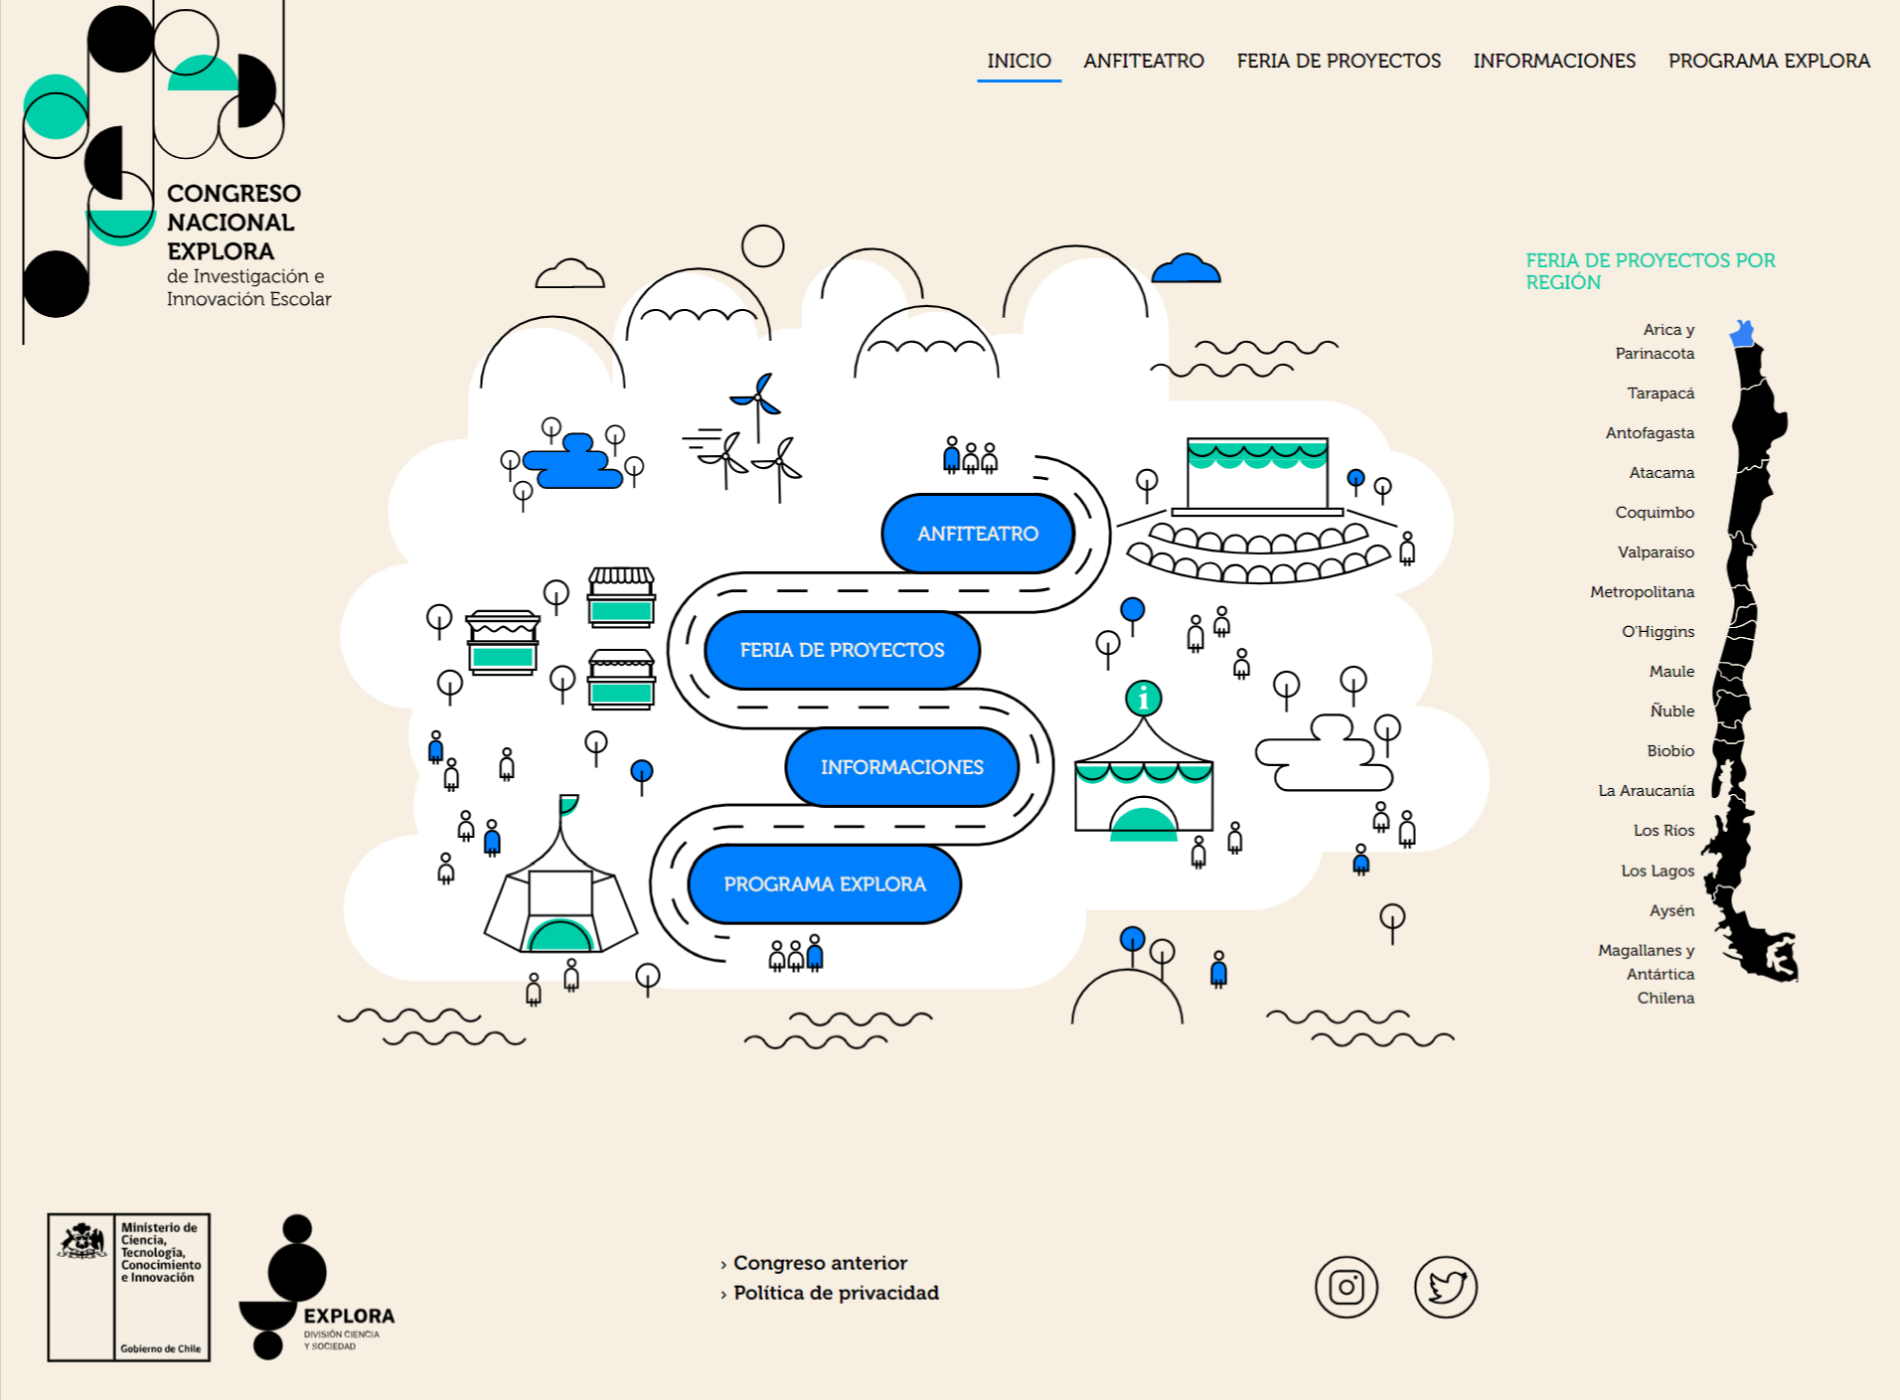 INICIO ANFITEATRO FERIA DE PROYECTOS INFORMACIONES PROGRAMA EXPLORA
CONGRESO
NACIONAL
EXPLORA
de Investigación e
Innovación Escolar
ANFITEATRO
FERIA DE PROYECTOS
i
INFORMACIONES
PROGRAMA EXPLORA
FERIA DE PROYECTOS POR
REGIÓN
Arica y
Parinacota
Tarapacá
Antofagasta
Atacama
Coquimbo
Valparaíso
Metropolitana
O'Higgins
Maule
Ñuble
Biobío
La Araucanía
Los Ríos
Los Lagos
Aysén
Magallanes y
Antártica
Chilena
Ministerio de
Ciencia,
Tecnología,
Conocimiento
e Innovación
Gobierno de Chile
EXPLORA
DIVISIÓN CIENCIA
Y SOCIEDAD
› Congreso anterior
› Política de privacidad